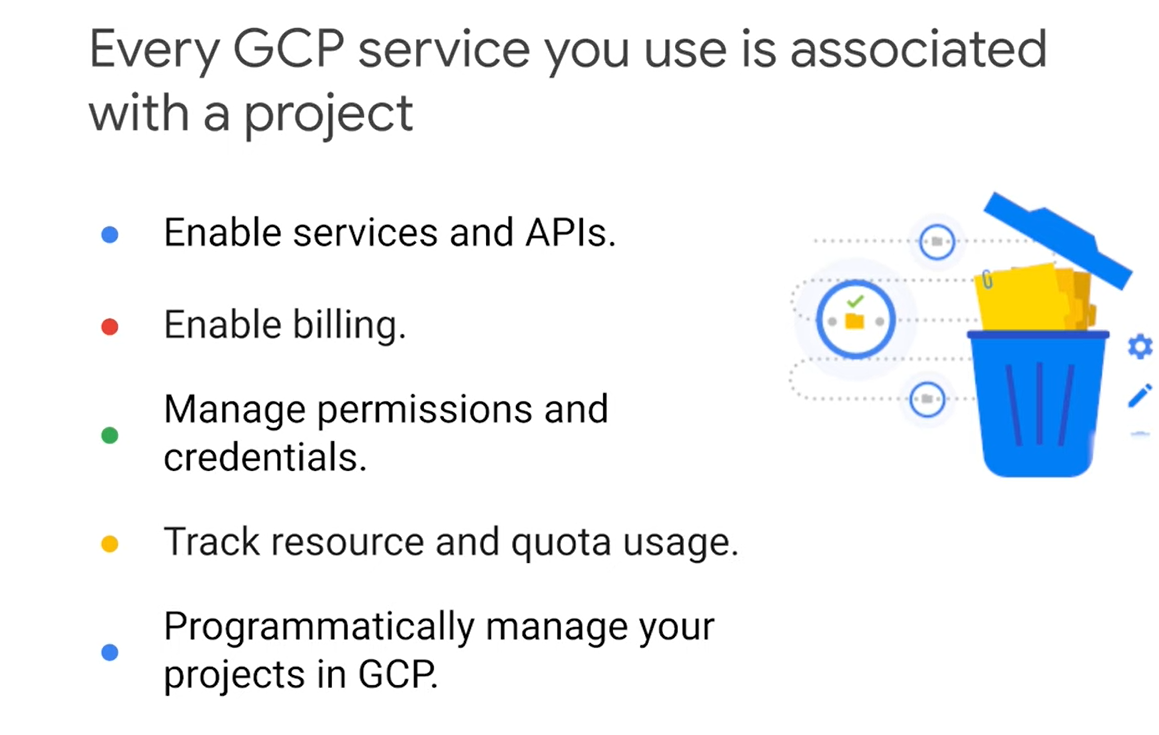 Every GCP service you use is associated
with a project
Enable services and APIs.
Enable billing.
Manage permissions and
credentials.
Track resource and quota usage.
Programmatically manage your
projects in GCP.